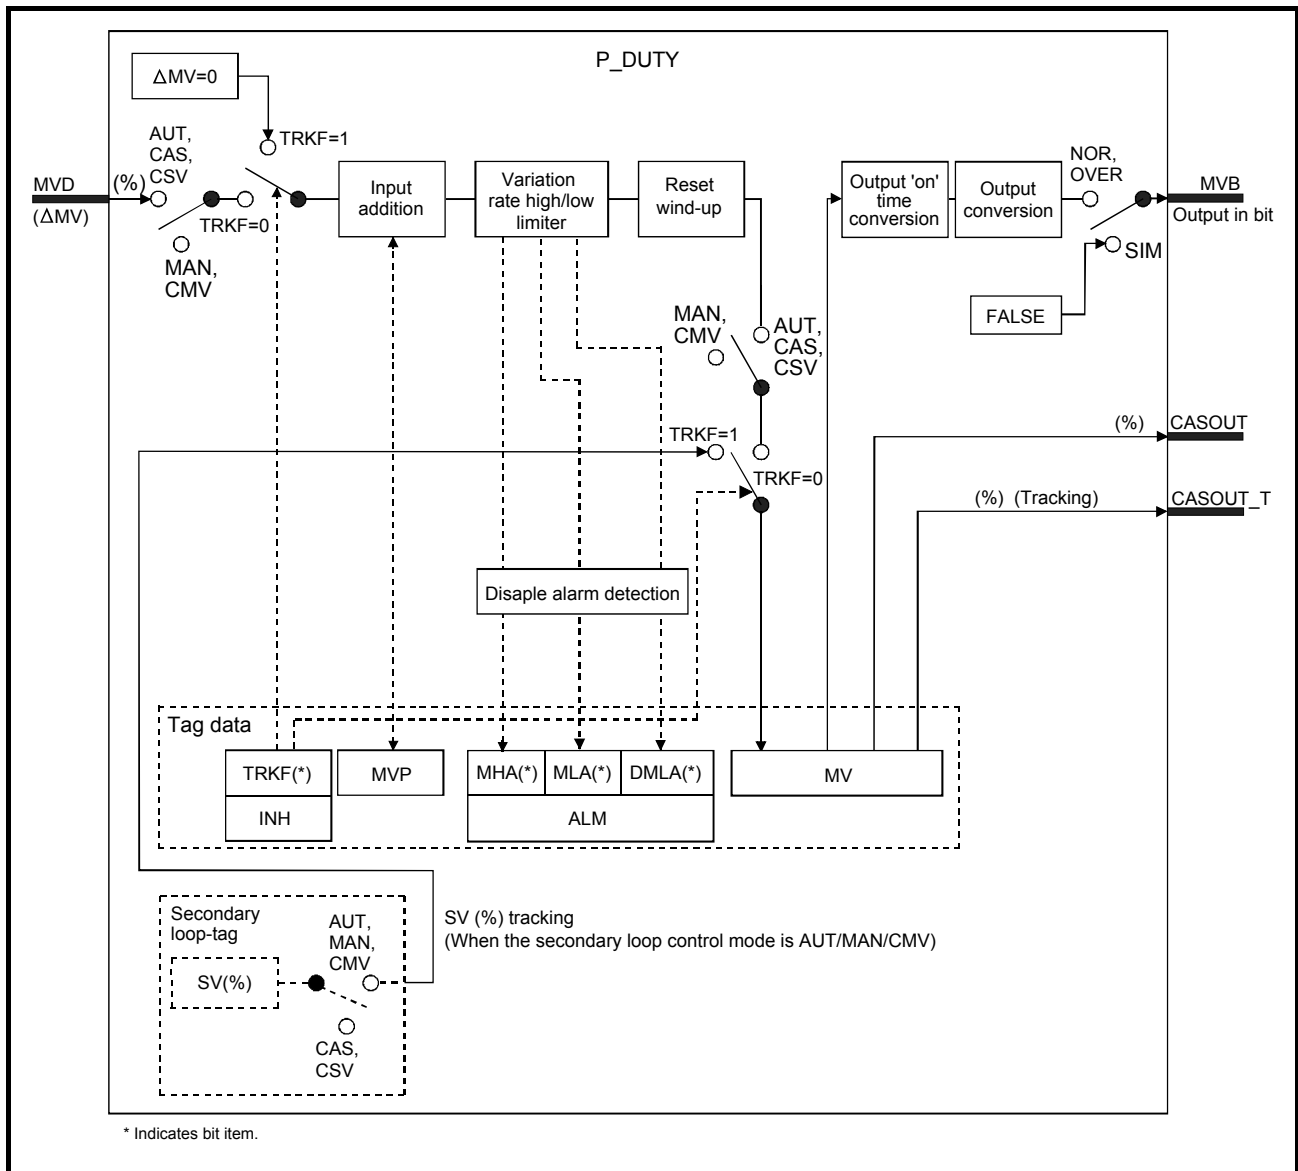 P_DUTY
ΔMV=0
TRKF=1
AUT,
CAS,
CSV
MVD
(%)
(ΔMV)
TRKF=0
MAN,
CMV
Input
addition
Variation
rate high/low
limiter
Reset
wind-up
Output 'on'
time
conversion
Output
conversion
NOR,
OVER
MVB
Output in bit
SIM
FALSE
MAN,
CMV
AUT,
CAS,
CSV
TRKF=1
TRKF=0
(%)
CASOUT
(%) (Tracking)
CASOUT_T
Disaple alarm detection
Tag data
TRKF(*)
INH
MVP
MHA(*)
MLA(*)
DMLA(*)
ALM
MV
Secondary
loop-tag
AUT,
MAN,
CMV
SV(%)
CAS,
CSV
SV (%) tracking
(When the secondary loop control mode is AUT/MAN/CMV)
* Indicates bit item.